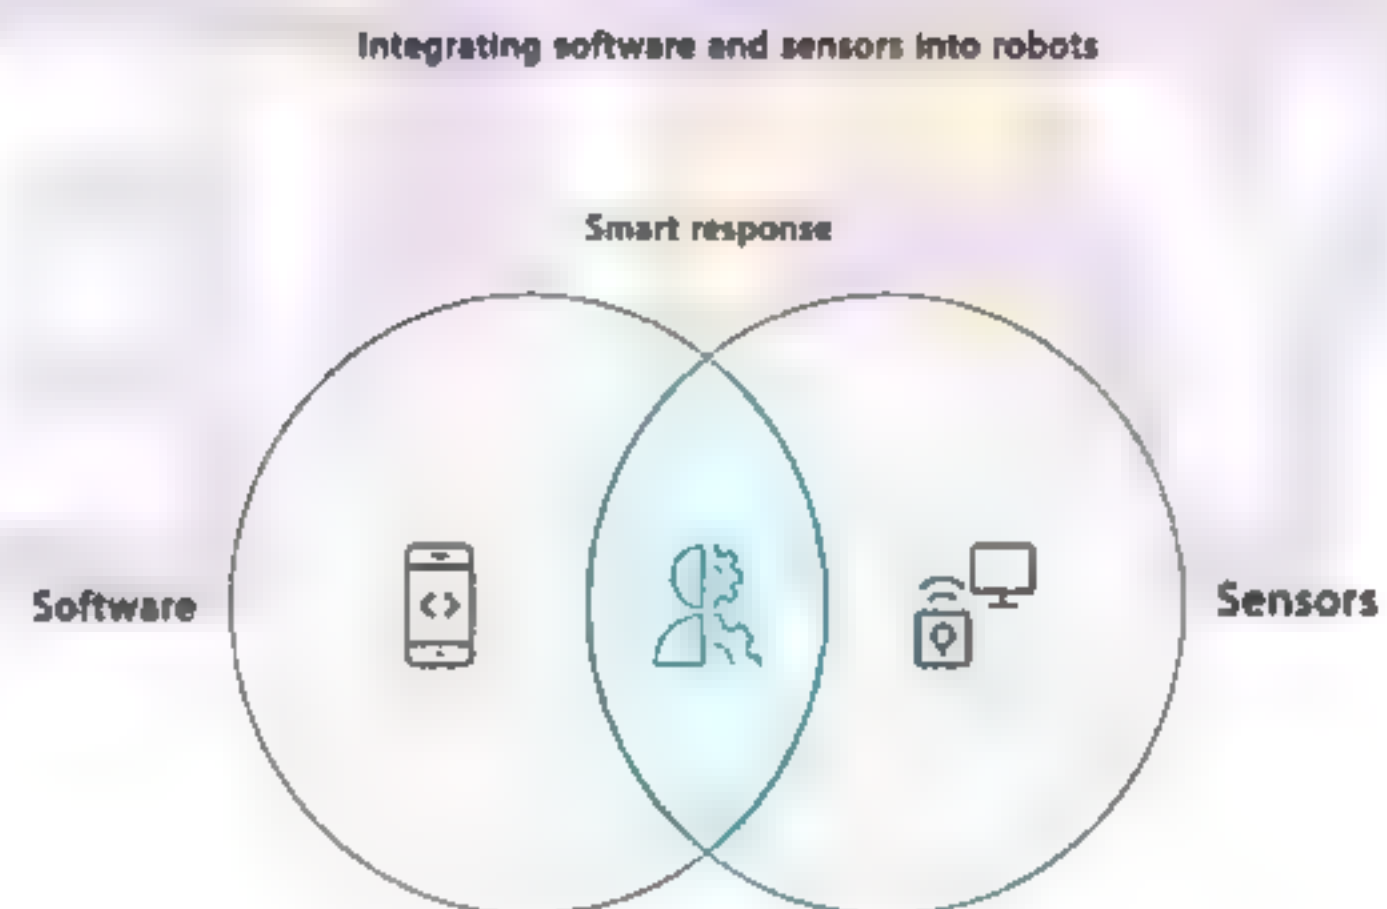 Integrating software and sensors into robots
Smart response
Software
Sensors